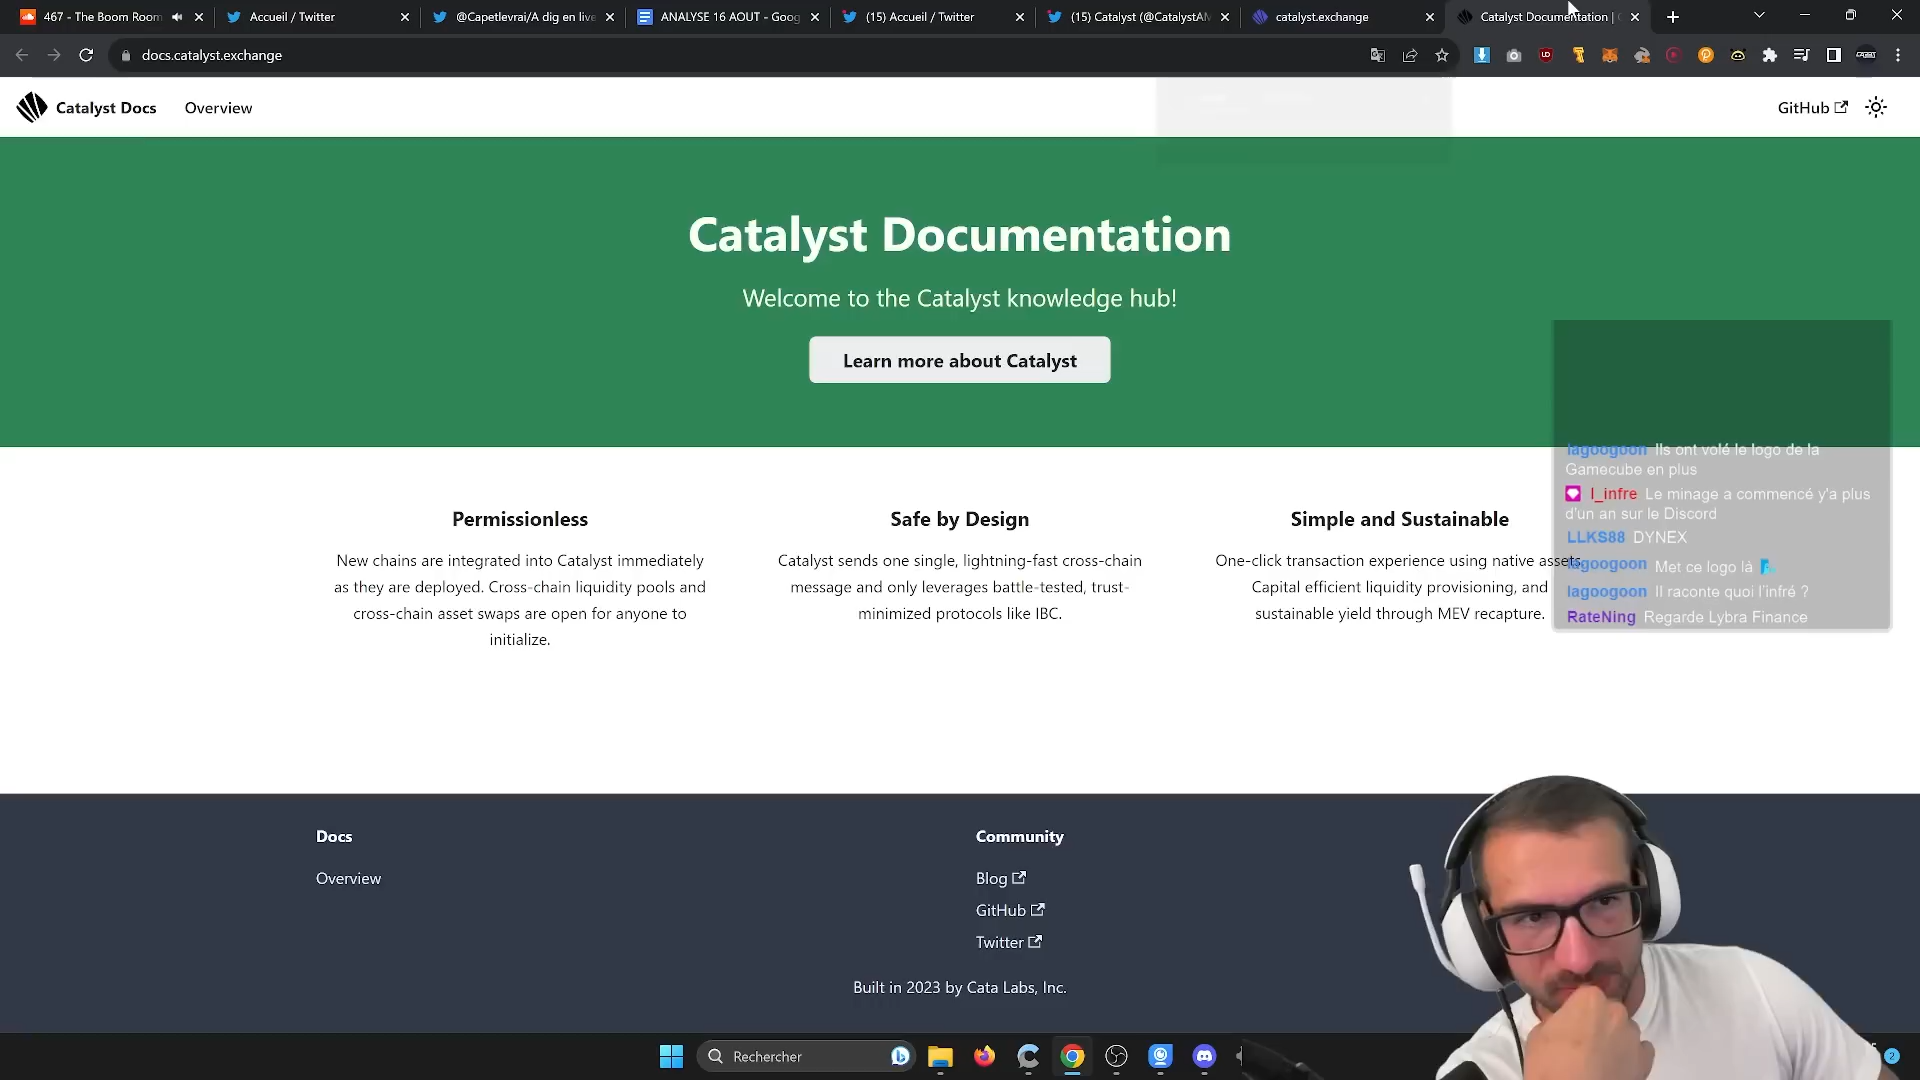 467 - The Boom Room
Accueil / Twitter
@Capetlevrai/A dig en live
ANALYSE 16 AOUT - Goog
(15) Accueil / Twitter
(15) Catalyst (@CatalystAM
catalyst.exchange
Catalyst Documentation |
docs.catalyst.exchange
Catalyst Docs
Overview
GitHub
Catalyst Documentation
Welcome to the Catalyst knowledge hub!
Learn more about Catalyst
Permissionless
New chains are integrated into Catalyst immediately
as they are deployed. Cross-chain liquidity pools and
cross-chain asset swaps are open for anyone to
initialize.
Safe by Design
Catalyst sends one single, lightning-fast cross-chain
message and only leverages battle-tested, trust-
minimized protocols like IBC.
Simple and Sustainable
One-click transaction experience using native assets.
Capital efficient liquidity provisioning, and
sustainable yield through MEV recapture.
lagoogoon Ils ont volé le logo de la
Gamecube en plus
l_infre Le minage a commencé y'a plus
d'un an sur le Discord
LLKS88 DYNEX
lagoogoon Met ce logo là
lagoogoon Il raconte quoi l'infré ?
RateNing Regarde Lybra Finance
Docs
Overview
Community
Blog
GitHub
Twitter
Built in 2023 by Cata Labs, Inc.
Rechercher
2